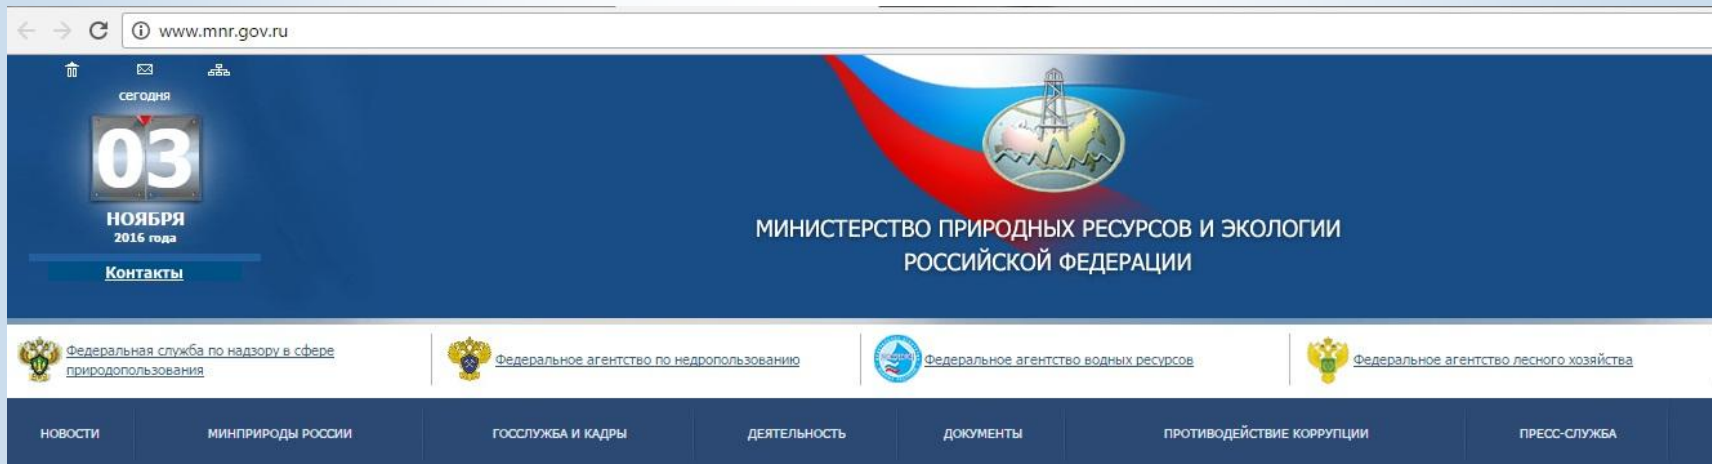 www.mnr.gov.ru
сегодня
03
НОЯБРЯ
2016 года
Контакты
МИНИСТЕРСТВО ПРИРОДНЫХ РЕСУРСОВ И ЭКОЛОГИИ
РОССИЙСКОЙ ФЕДЕРАЦИИ
Федеральная служба по надзору в сфере
природопользования
Федеральное агентство по недропользованию
Федеральное агентство водных ресурсов
Федеральное агентство лесного хозяйства
НОВОСТИ МИНПРИРОДЫ РОССИИ ГОССЛУЖБА И КАДРЫ ДЕЯТЕЛЬНОСТЬ ДОКУМЕНТЫ ПРОТИВОДЕЙСТВИЕ КОРРУПЦИИ ПРЕСС-СЛУЖБА